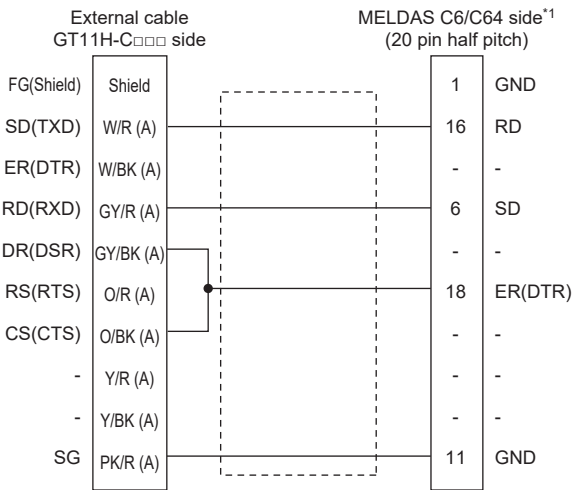 External cable
GT11H-C□□□ side
MELDAS C6/C64 side*1
(20 pin half pitch)
FG(Shield) Shield 1 GND
SD(TXD) W/R (A) 16 RD
ER(DTR) W/BK (A) - -
RD(RXD) GY/R (A) 6 SD
DR(DSR) GY/BK (A) - -
RS(RTS) O/R (A) 18 ER(DTR)
CS(CTS) O/BK (A) - -
- Y/R (A) - -
- Y/BK (A) - -
SG PK/R (A) 11 GND